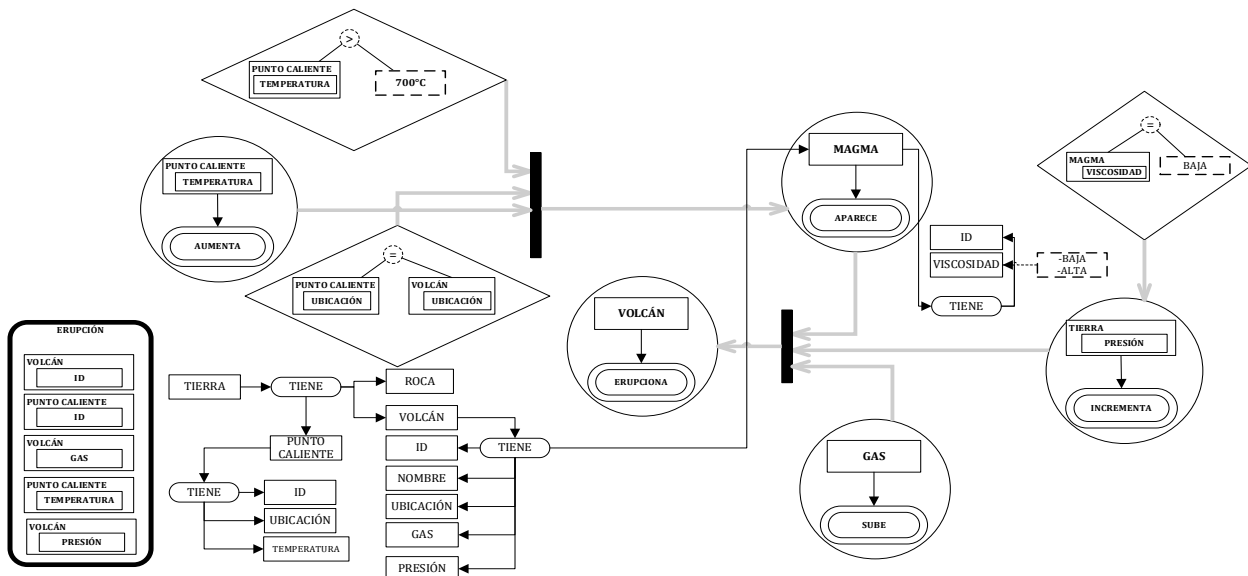 >
PUNTO CALIENTE
TEMPERATURA
700°C
PUNTO CALIENTE
TEMPERATURA
AUMENTA
=
PUNTO CALIENTE
UBICACIÓN
VOLCÁN
UBICACIÓN
MAGMA
APARECE
ID
VISCOSIDAD
-BAJA
-ALTA
TIENE
=
MAGMA
VISCOSIDAD
BAJA
TIERRA
PRESIÓN
INCREMENTA
VOLCÁN
ERUPCIONA
GAS
SUBE
ERUPCIÓN
VOLCÁN
ID
PUNTO CALIENTE
ID
VOLCÁN
GAS
PUNTO CALIENTE
TEMPERATURA
VOLCÁN
PRESIÓN
TIERRA
TIENE
ROCA
VOLCÁN
PUNTO
CALIENTE
TIENE
ID
UBICACIÓN
TEMPERATURA
TIENE
ID
NOMBRE
UBICACIÓN
GAS
PRESIÓN